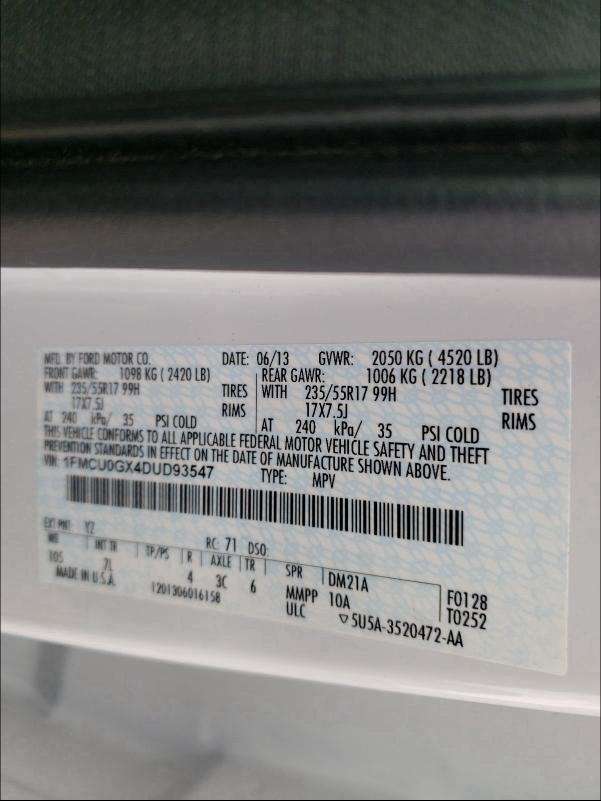 MFD. BY FORD MOTOR CO. DATE: 06/13 GVWR: 2050 KG ( 4520 LB)
FRONT GAWR: 1098 KG ( 2420 LB) REAR GAWR: 1006 KG ( 2218 LB)
WITH 235/55R17 99H TIRES WITH 235/55R17 99H TIRES
17X7.5J RIMS 17X7.5J RIMS
AT 240 kPa/ 35 PSI COLD AT 240 kPa/ 35 PSI COLD
THIS VEHICLE CONFORMS TO ALL APPLICABLE FEDERAL MOTOR VEHICLE SAFETY AND THEFT
PREVENTION STANDARDS IN EFFECT ON THE DATE OF MANUFACTURE SHOWN ABOVE.
VIN: 1FMCU0GX4DUD93547 TYPE: MPV
EXT PNT: YZ RC: 71 DSO:
WB INT TR TP/PS R AXLE TR SPR DM21A F0128
105 7L 4 3C 6 MMPP 10A T0252
MADE IN U.S.A. 1201306016158 ULC ▽5U5A-3520472-AA